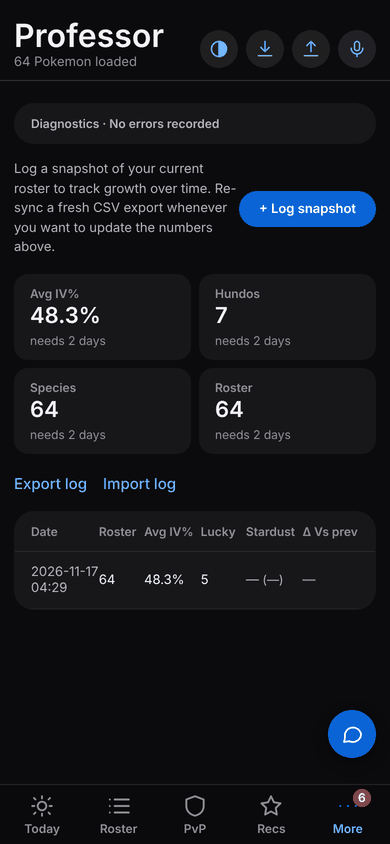 Professor
64 Pokemon loaded
Diagnostics · No errors recorded
Log a snapshot of your current
roster to track growth over time. Re-
sync a fresh CSV export whenever
you want to update the numbers
above.
+ Log snapshot
Avg IV%
48.3%
needs 2 days
Hundos
7
needs 2 days
Species
64
needs 2 days
Roster
64
needs 2 days
Export log Import log
Date Roster Avg IV% Lucky Stardust Δ Vs prev
2026-11-17 64 48.3% 5 — (—) —
04:29
6
Today Roster PvP Recs More